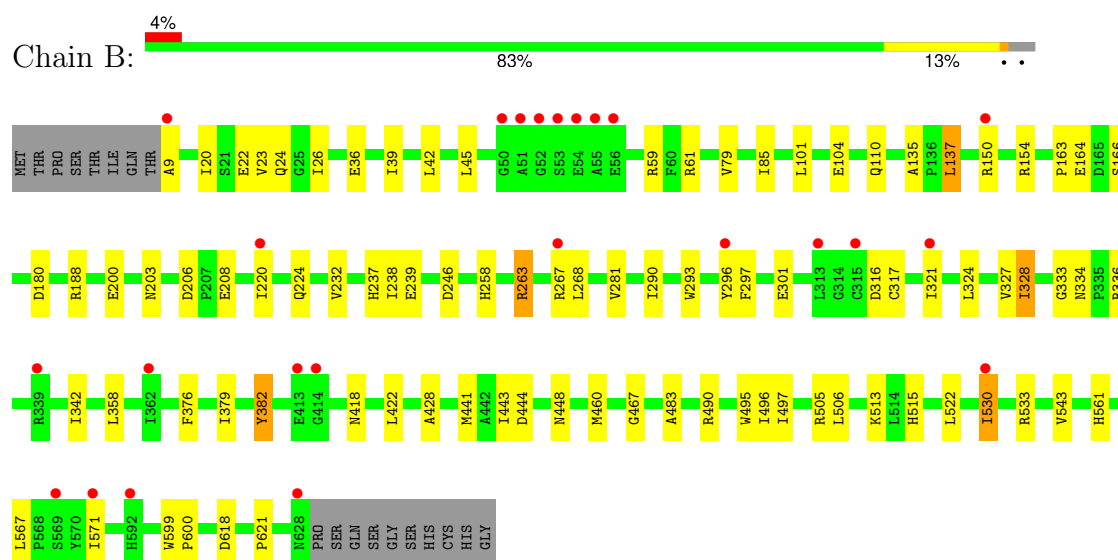 4%
Chain B:
83% 13% • •
MET THR PRO SER THR ILE GLN THR A9 I20 S21 E22 V23 Q24 G25 I26 E36 I39 L42 L45 G50 A51 G52 S53 E54 A55 E56 R59 F60 R61 V79 I85 L101 E104 Q110 A135 P136 L137 R150 R154 P163 E164 D165 S166
D180 R188 E200 N203 D206 P207 E208 I220 Q224 V232 H237 I238 E239 D246 H258 R263 R267 L268 V281 I290 W293 Y296 F297 E301 L313 G314 C315 D316 C317 I321 L324 V327 I328 G333 N334 P335
R339 I342 L358 I362 F376 I379 Y382 E413 G414 N418 L422 A428 M441 A442 I443 D444 N448 M460 G467 A483 R490 W495 I496 I497 R505 L506 K513 L514 H515 L522 I530 R533 V543 H561
L567 P568 S569 Y570 I571 H592 W599 P600 D618 P621 N628 PRO SER GLN SER GLY SER HIS CYS HIS GLY